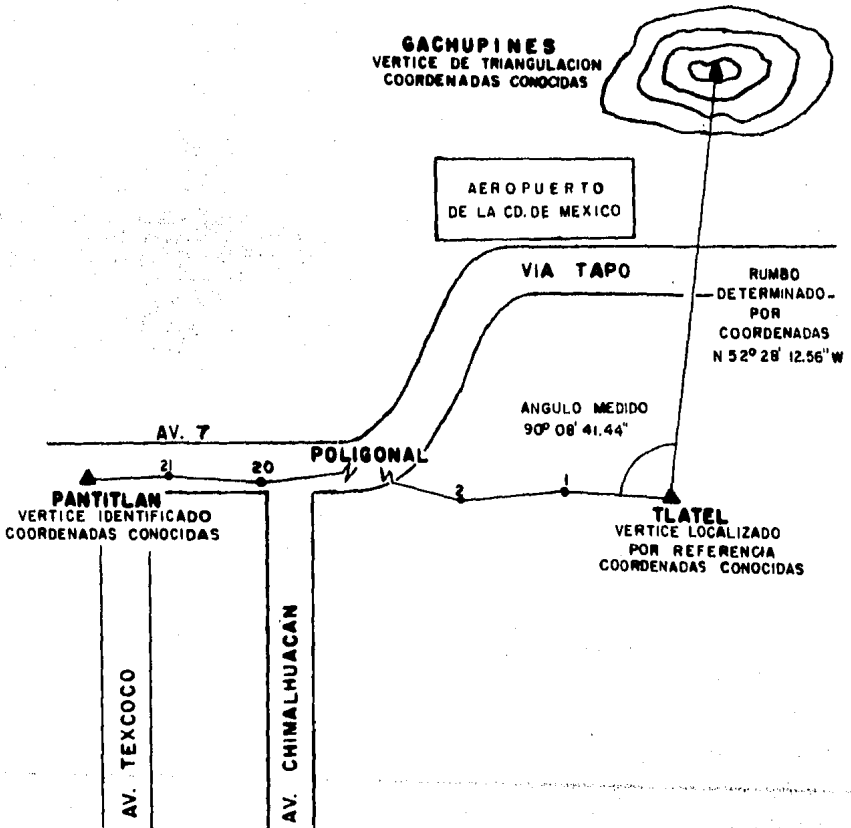 GACHUPINES
VERTICE DE TRIANGULACION
COORDENADAS CONOCIDAS
AEROPUERTO
DE LA CD. DE MEXICO
VIA TAPO
RUMBO
DETERMINADO
POR
COORDENADAS
N 52º 28' 12.56" W
ANGULO MEDIDO
90º 08' 41.44"
AV. 7
POLIGONAL
21
20
2
1
PANTITLAN
VERTICE IDENTIFICADO
COORDENADAS CONOCIDAS
TLATEL
VERTICE LOCALIZADO
POR REFERENCIA
COORDENADAS CONOCIDAS
AV. TEXCOCO
AV. CHIMALHUACAN